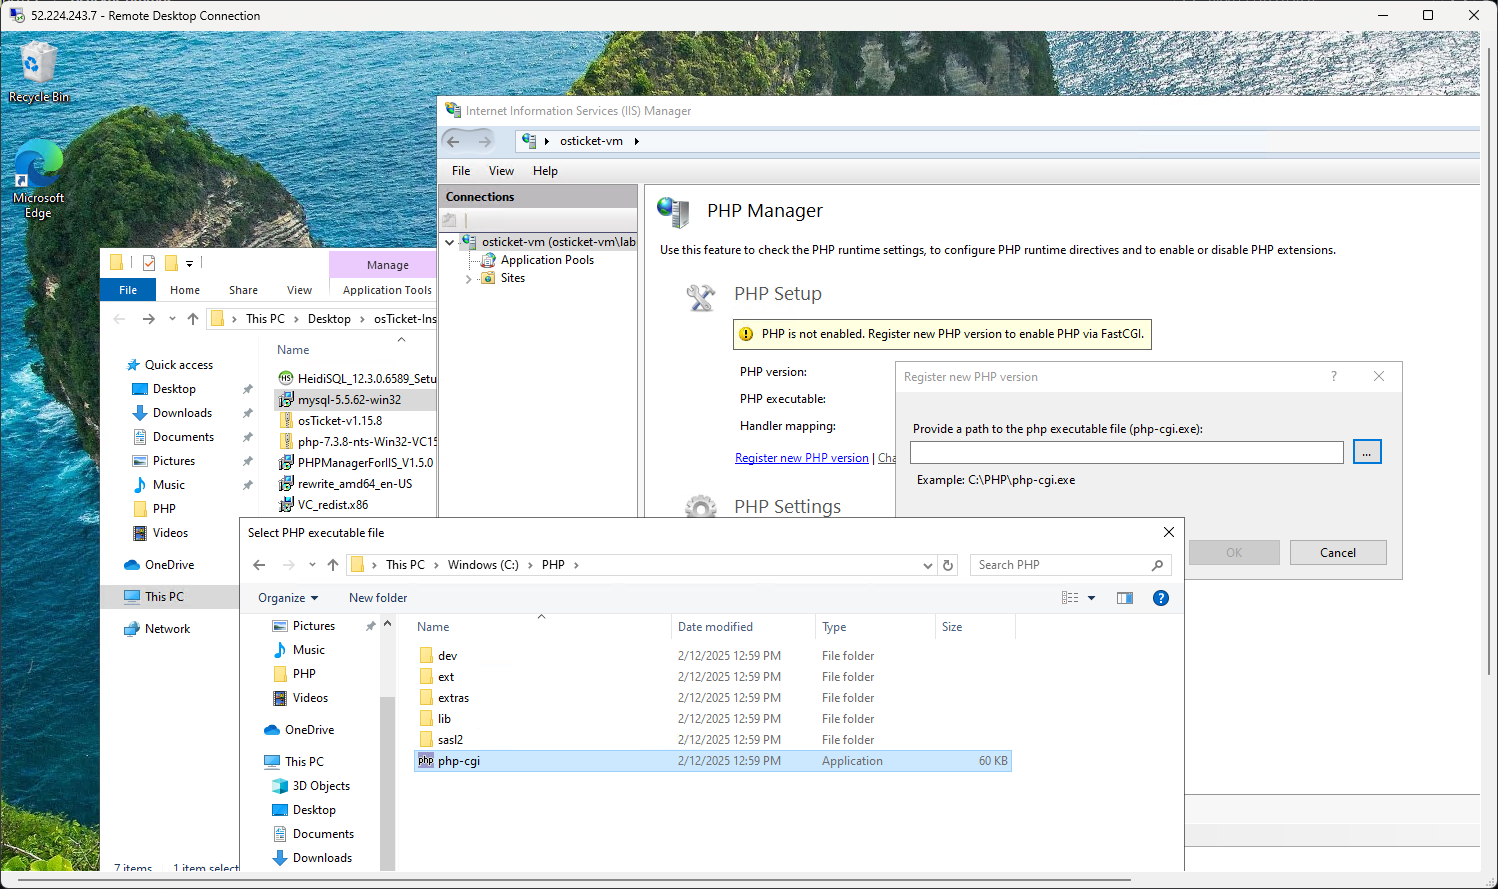 52.224.243.7 - Remote Desktop Connection
Recycle Bin
Microsoft
Edge
Internet Information Services (IIS) Manager
osticket-vm
File View Help
Connections
osticket-vm (osticket-vm\lab
Application Pools
Sites
PHP Manager
Use this feature to check the PHP runtime settings, to configure PHP runtime directives and to enable or disable PHP extensions.
PHP Setup
PHP is not enabled. Register new PHP version to enable PHP via FastCGI.
PHP version:
PHP executable:
Handler mapping:
Register new PHP version | Cha
PHP Settings
Register new PHP version ?
Provide a path to the php executable file (php-cgi.exe):
...
Example: C:\PHP\php-cgi.exe
OK Cancel
Manage
File Home Share View Application Tools
This PC Desktop osTicket-Ins
Quick access
Desktop
Downloads
Documents
Pictures
Music
PHP
Videos
OneDrive
This PC
Network
Name
HeidiSQL_12.3.0.6589_Setu
mysql-5.5.62-win32
osTicket-v1.15.8
php-7.3.8-nts-Win32-VC15
PHPManagerForIIS_V1.5.0
rewrite_amd64_en-US
VC_redist.x86
7 items 1 item select
Select PHP executable file
This PC Windows (C:) PHP
Search PHP
Organize New folder
?
Pictures
Music
PHP
Videos
OneDrive
This PC
3D Objects
Desktop
Documents
Downloads
Name Date modified Type Size
dev 2/12/2025 12:59 PM File folder
ext 2/12/2025 12:59 PM File folder
extras 2/12/2025 12:59 PM File folder
lib 2/12/2025 12:59 PM File folder
sasl2 2/12/2025 12:59 PM File folder
php php-cgi 2/12/2025 12:59 PM Application 60 KB